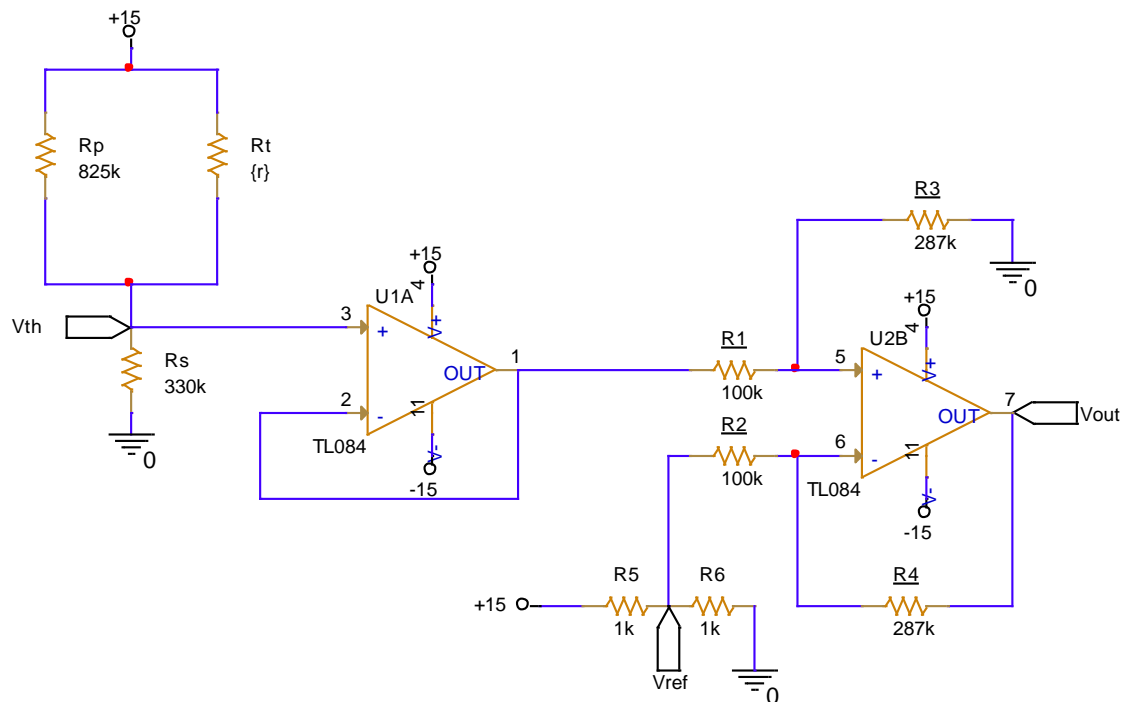 +15
Rp
825k
Rt
{r}
Vth
Rs
330k
0
+15
4
V+
U1A
3
+
1
OUT
2
-
11
V-
TL084
-15
R1
100k
R2
100k
R3
287k
0
+15
4
V+
U2B
5
+
7
OUT
Vout
6
-
11
V-
TL084
-15
R4
287k
+15
R5
1k
R6
1k
Vref
0